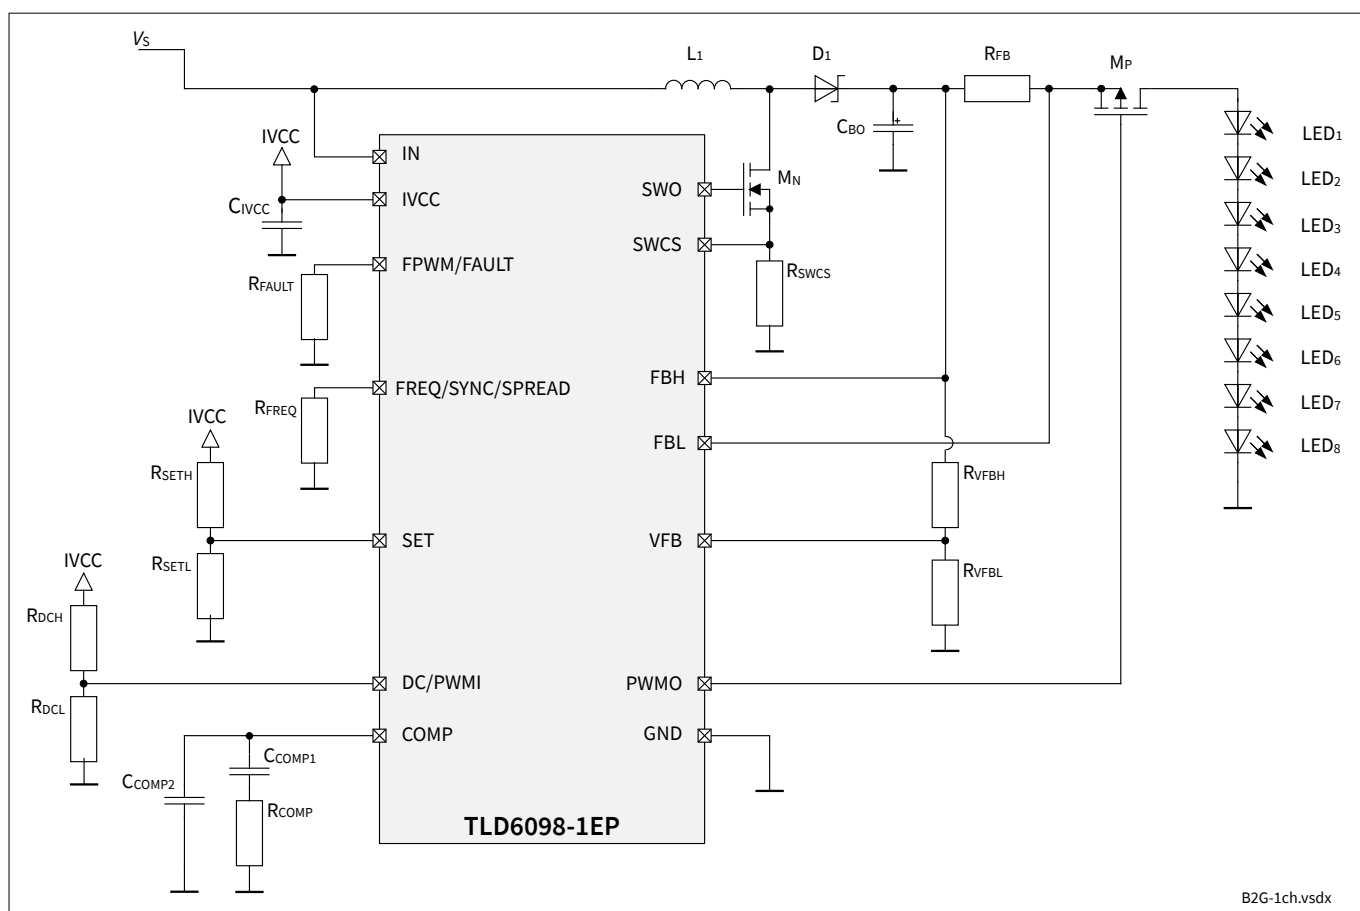 VS
L1
D1
RFB
MP
CBO
IVCC
IN
LED1
LED2
SWO
MN
CIVCC
IVCC
LED3
SWCS
FPWM/FAULT
RSWCS
LED4
RFAULT
LED5
LED6
FBH
FREQ/SYNC/SPREAD
LED7
RFREQ
IVCC
FBL
LED8
RSETH
RVFBH
SET
VFB
RSETL
IVCC
RVFBL
RDCH
DC/PWMI
PWMO
RDCL
COMP
GND
CCOMP1
CCOMP2
RCOMP
TLD6098-1EP
B2G-1ch.vsdx